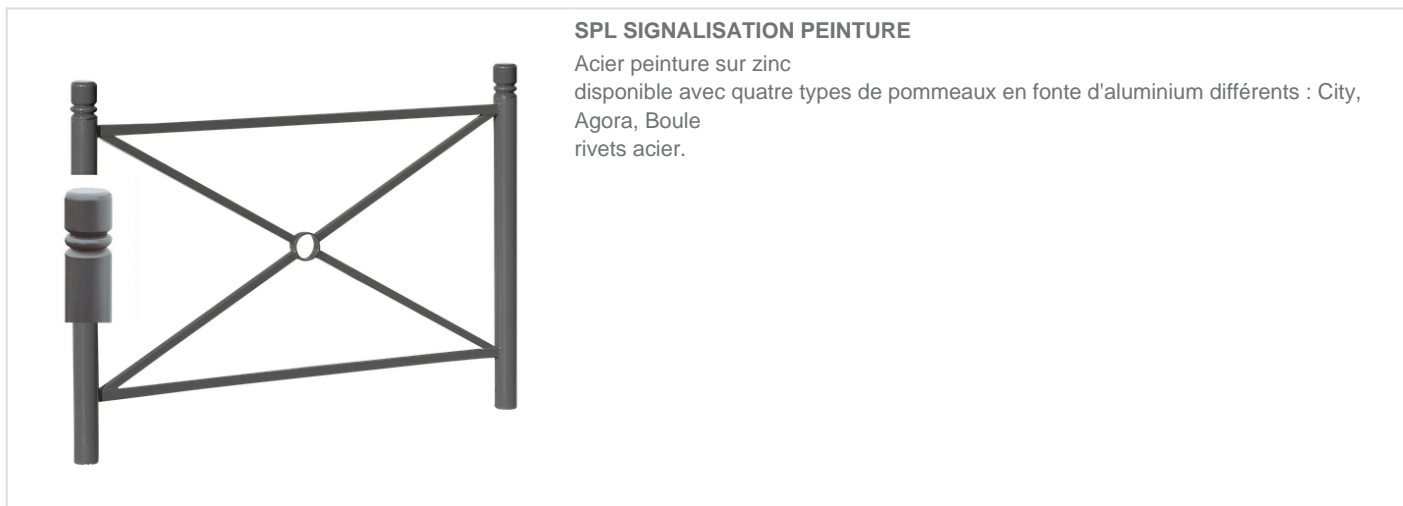 SPL SIGNALISATION PEINTURE
Acier peinture sur zinc
disponible avec quatre types de pommeaux en fonte d'aluminium différents : City,
Agora, Boule
rivets acier.